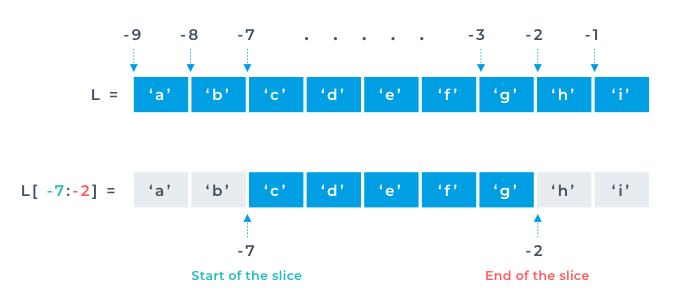 -9 -8 -7 . . . . . -3 -2 -1
L = ‘a’ ‘b’ ‘c’ ‘d’ ‘e’ ‘f’ ‘g’ ‘h’ ‘i’
L[ -7:-2] = ‘a’ ‘b’ ‘c’ ‘d’ ‘e’ ‘f’ ‘g’ ‘h’ ‘i’
-7 -2
Start of the slice End of the slice